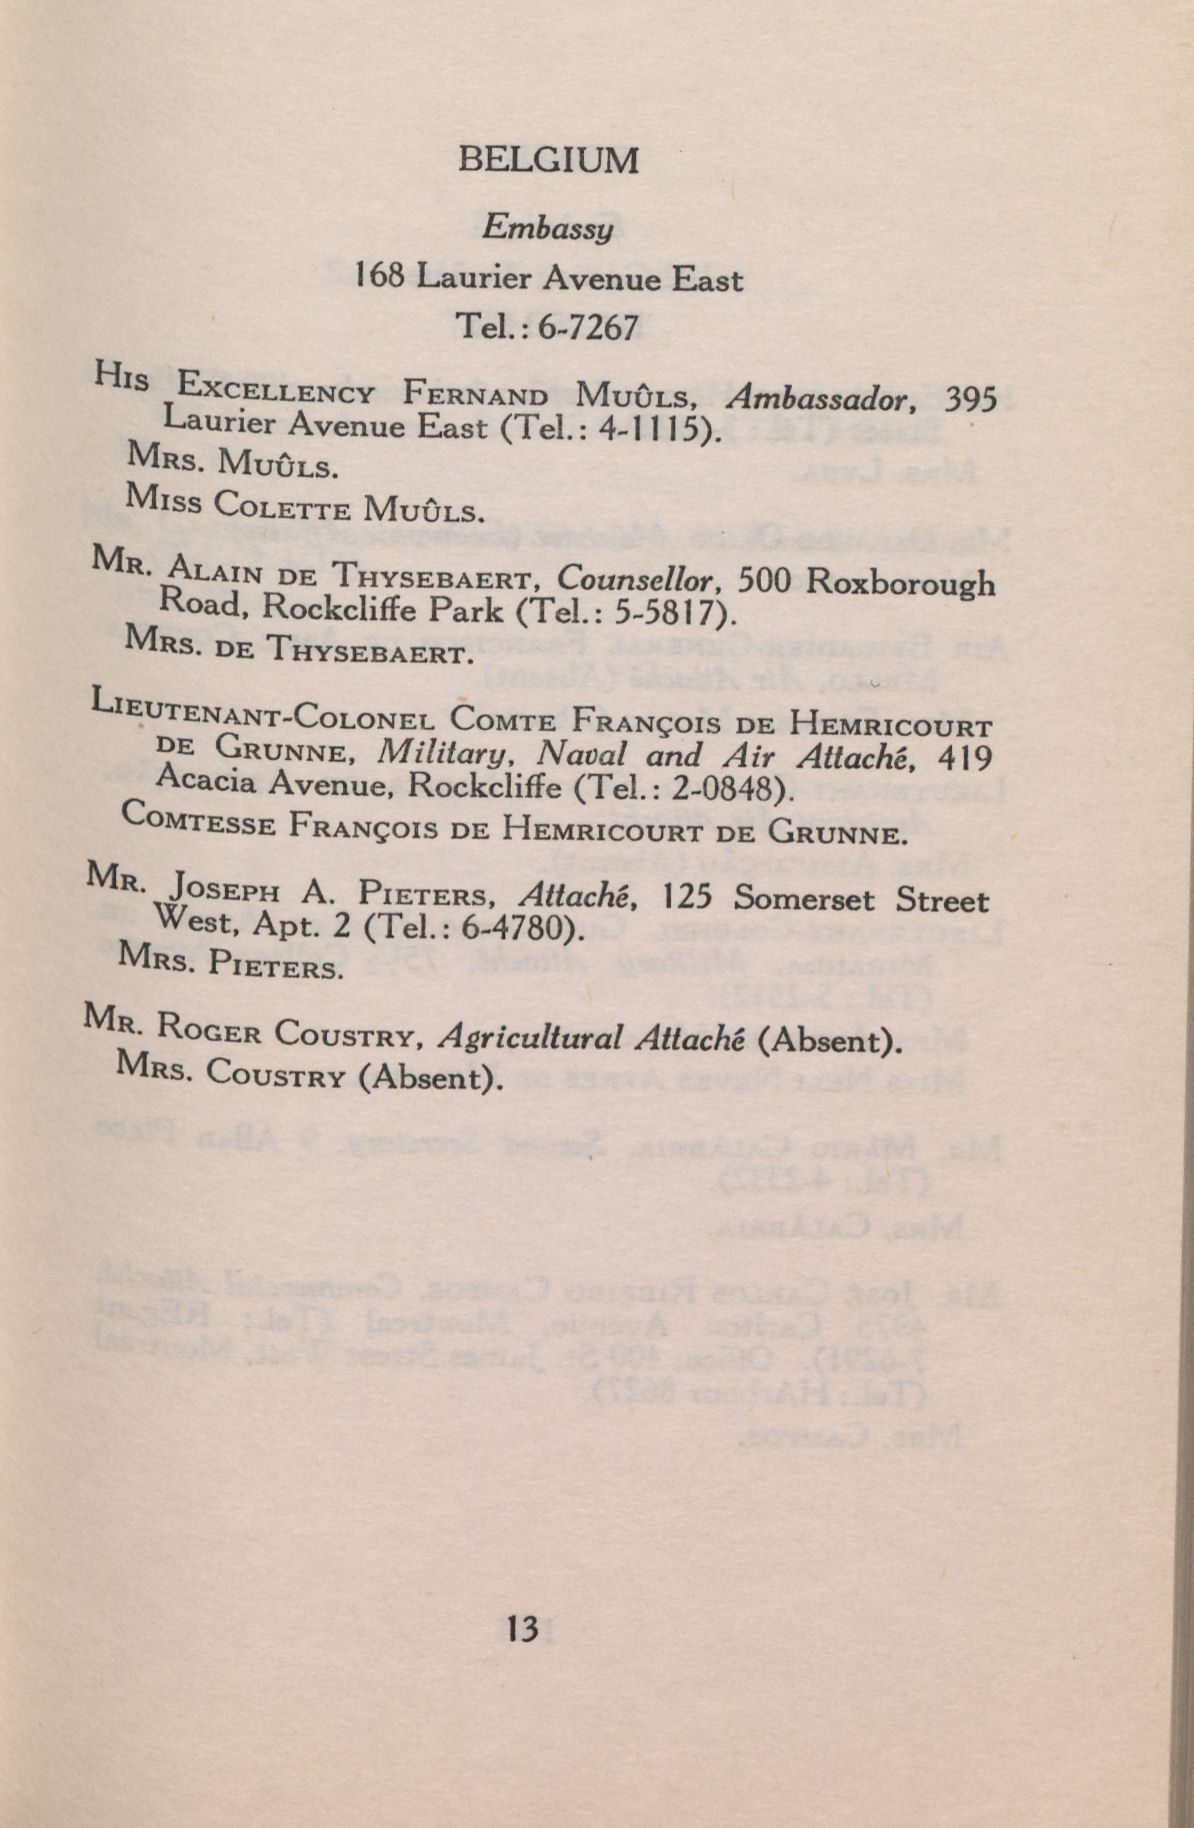 BELGIUM
Embassy
168 Laurier Avenue East
Tel.: 6-7267
HIS EXCELLENCY FERNAND MUÛLS, Ambassador, 395
Laurier Avenue East (Tel.: 4-1115).
MRS. MUÛLS.
MISS COLETTE MUÛLS.
MR. ALAIN DE THYSEBAERT, Counsellor, 500 Roxborough
Road, Rockcliffe Park (Tel.: 5-5817).
MRS. DE THYSEBAERT.
LIEUTENANT-COLONEL COMTE FRANÇOIS DE HEMRICOURT
DE GRUNNE, Military, Naval and Air Attaché, 419
Acacia Avenue, Rockcliffe (Tel.: 2-0848).
COMTESSE FRANÇOIS DE HEMRICOURT DE GRUNNE.
MR. JOSEPH A. PIETERS, Attaché, 125 Somerset Street
West, Apt. 2 (Tel.: 6-4780).
MRS. PIETERS.
MR. ROGER COUSTRY, Agricultural Attaché (Absent).
MRS. COUSTRY (Absent).
13